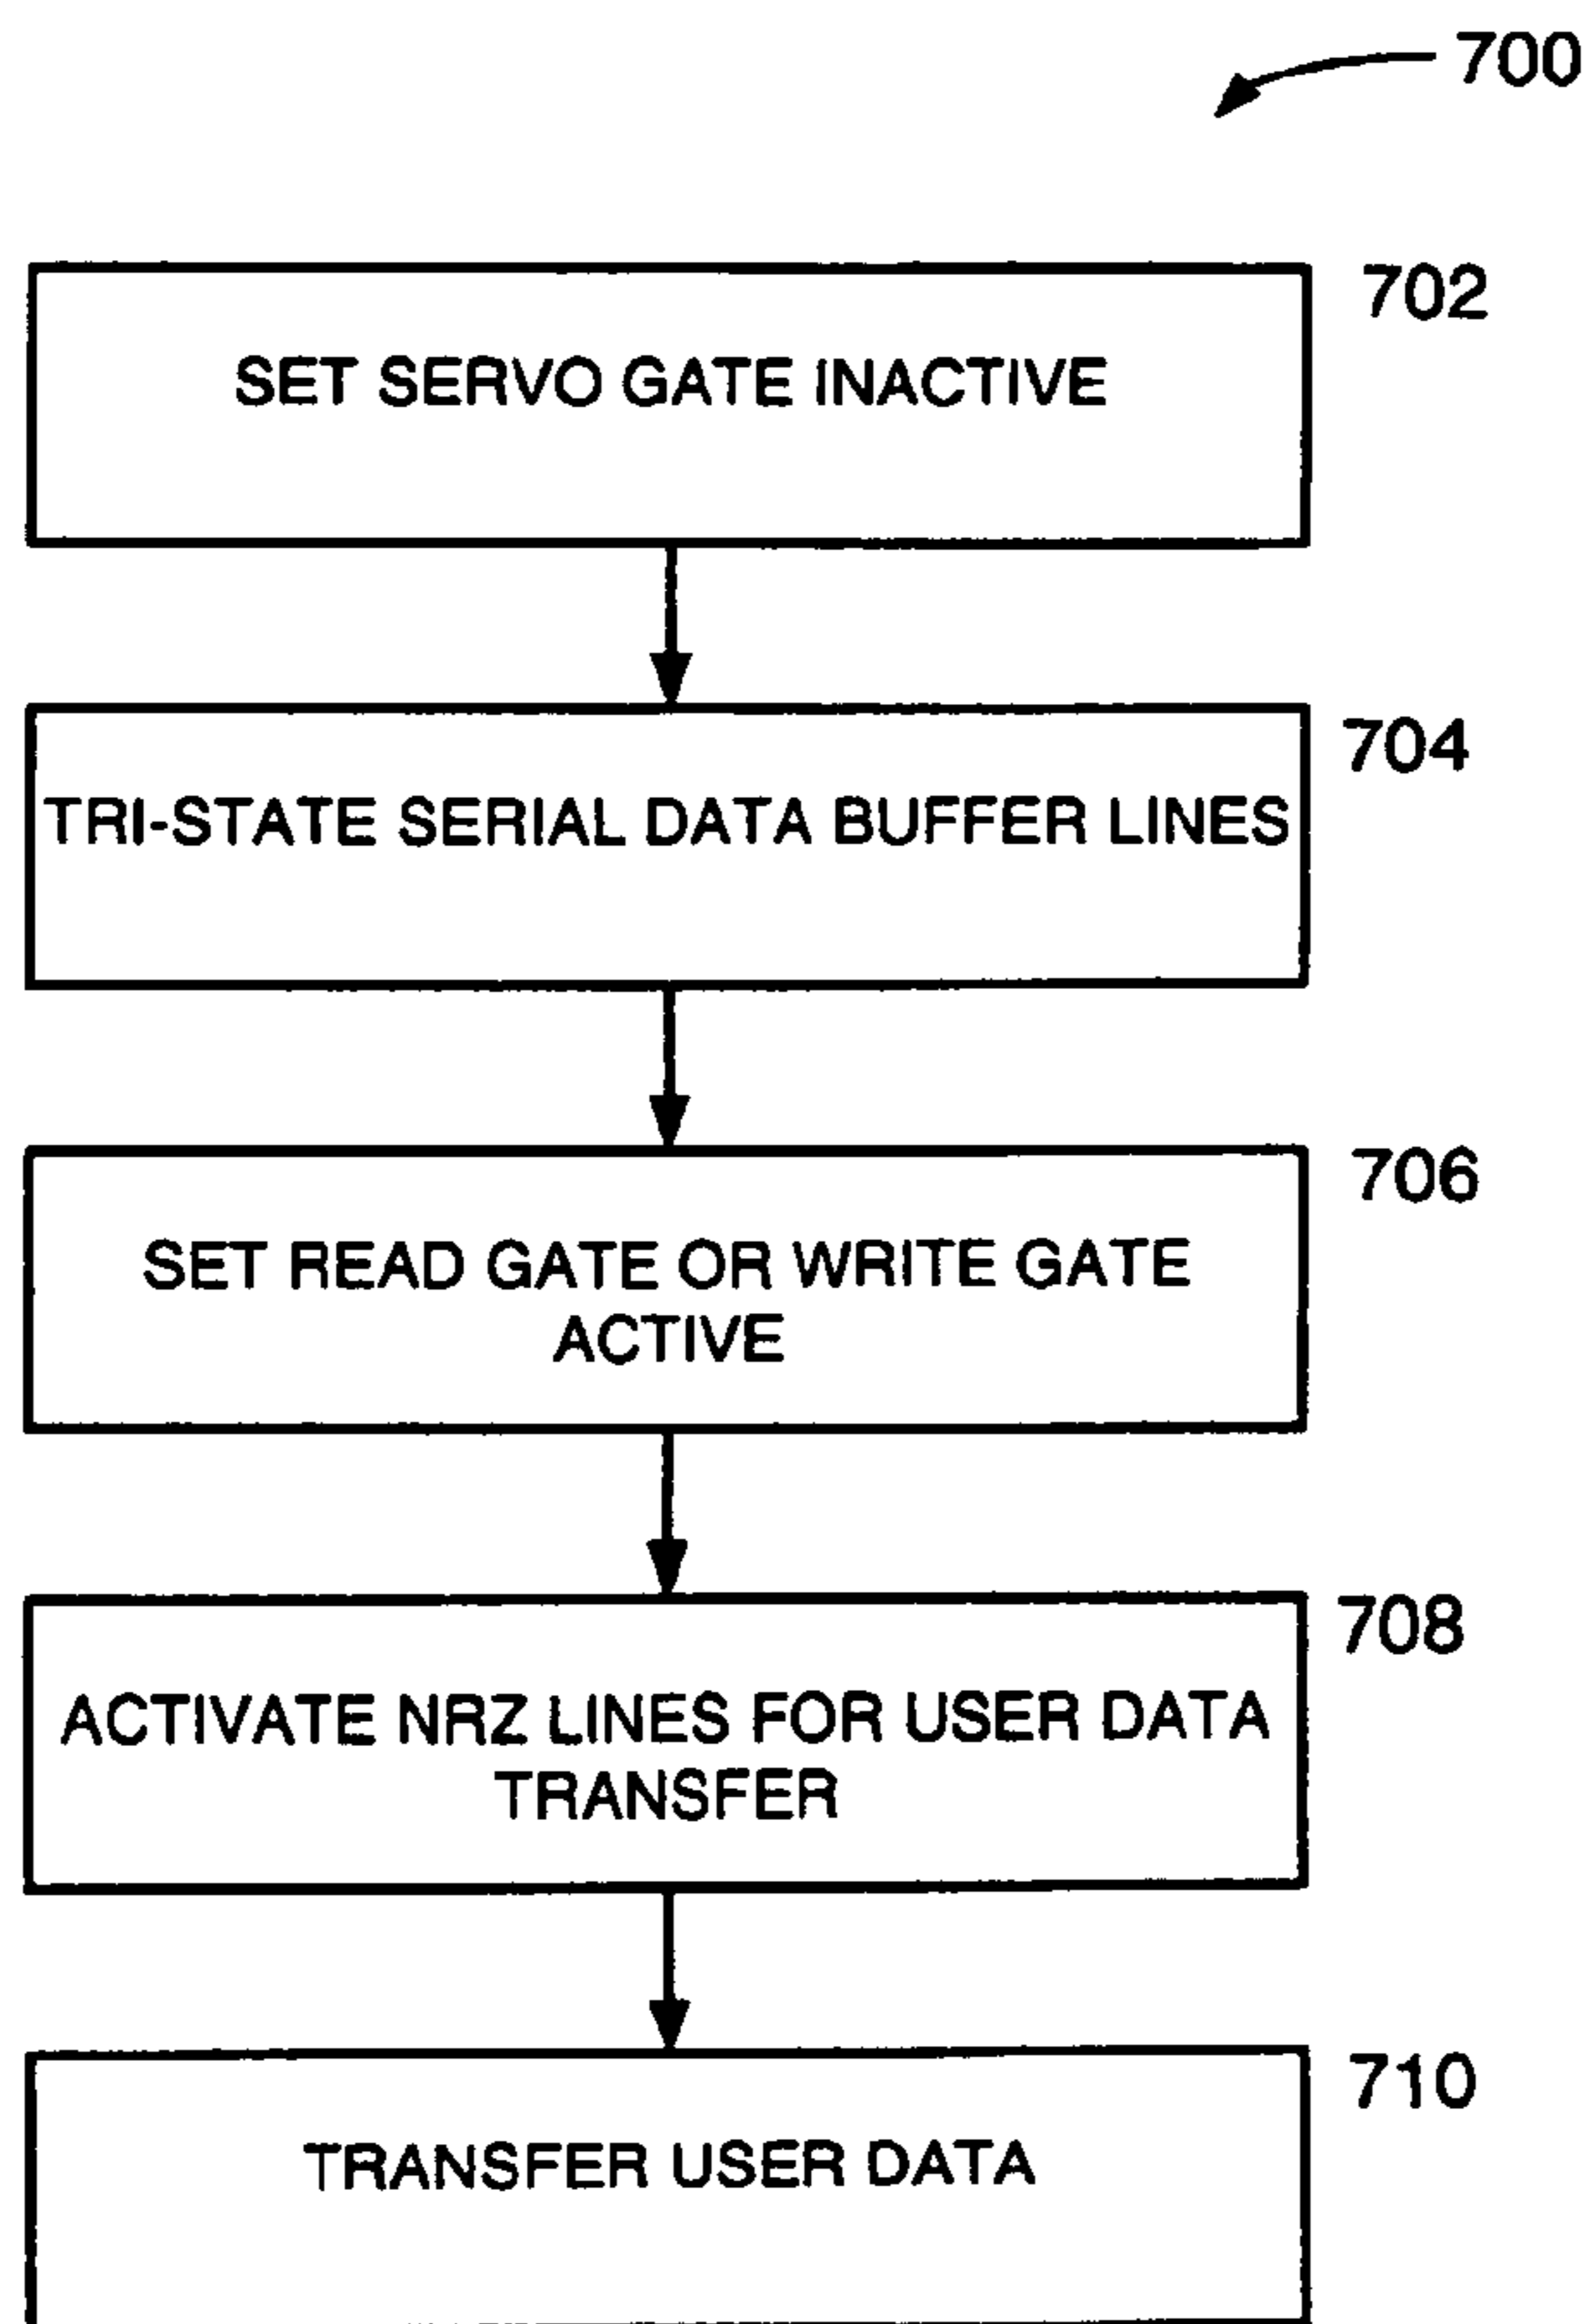 700
702
SET SERVO GATE INACTIVE
704
TRI-STATE SERIAL DATA BUFFER LINES
706
SET READ GATE OR WRITE GATE
ACTIVE
708
ACTIVATE NRZ LINES FOR USER DATA
TRANSFER
710
TRANSFER USER DATA